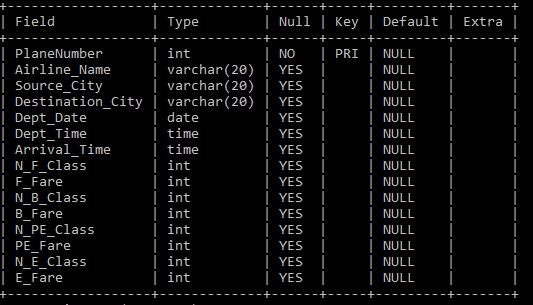 | Field | Type | Null | Key | Default | Extra |
| PlaneNumber | int | NO | PRI | NULL | |
| Airline_Name | varchar(20) | YES | | NULL | |
| Source_City | varchar(20) | YES | | NULL | |
| Destination_City | varchar(20) | YES | | NULL | |
| Dept_Date | date | YES | | NULL | |
| Dept_Time | time | YES | | NULL | |
| Arrival_Time | time | YES | | NULL | |
| N_F_Class | int | YES | | NULL | |
| F_Fare | int | YES | | NULL | |
| N_B_Class | int | YES | | NULL | |
| B_Fare | int | YES | | NULL | |
| N_PE_Class | int | YES | | NULL | |
| PE_Fare | int | YES | | NULL | |
| N_E_Class | int | YES | | NULL | |
| E_Fare | int | YES | | NULL | |